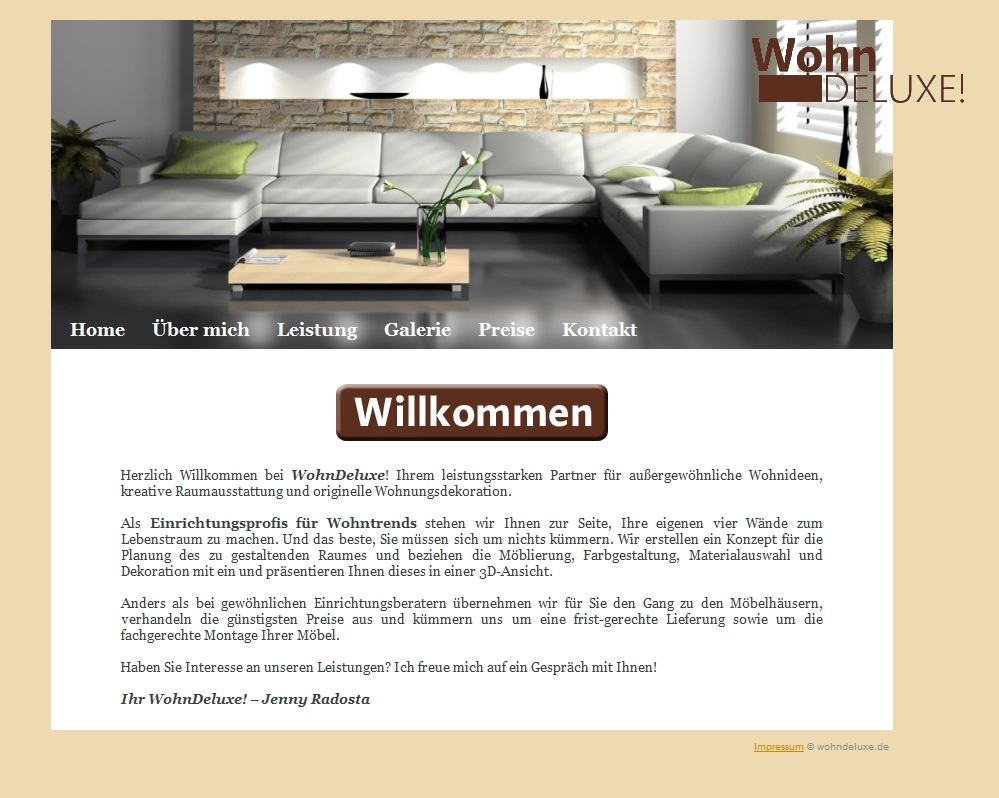 Wohn
DELUXE!
Home Über mich Leistung Galerie Preise Kontakt
Willkommen
Herzlich Willkommen bei WohnDeluxe! Ihrem leistungsstarken Partner für außergewöhnliche Wohnideen,
kreative Raumausstattung und originelle Wohnungsdekoration.
Als Einrichtungsprofis für Wohntrends stehen wir Ihnen zur Seite, Ihre eigenen vier Wände zum
Lebenstraum zu machen. Und das beste, Sie müssen sich um nichts kümmern. Wir erstellen ein Konzept für die
Planung des zu gestaltenden Raumes und beziehen die Möblierung, Farbgestaltung, Materialauswahl und
Dekoration mit ein und präsentieren Ihnen dieses in einer 3D-Ansicht.
Anders als bei gewöhnlichen Einrichtungsberatern übernehmen wir für Sie den Gang zu den Möbelhäusern,
verhandeln die günstigsten Preise aus und kümmern uns um eine frist-gerechte Lieferung sowie um die
fachgerechte Montage Ihrer Möbel.
Haben Sie Interesse an unseren Leistungen? Ich freue mich auf ein Gespräch mit Ihnen!
Ihr WohnDeluxe! – Jenny Radosta
Impressum © wohndeluxe.de